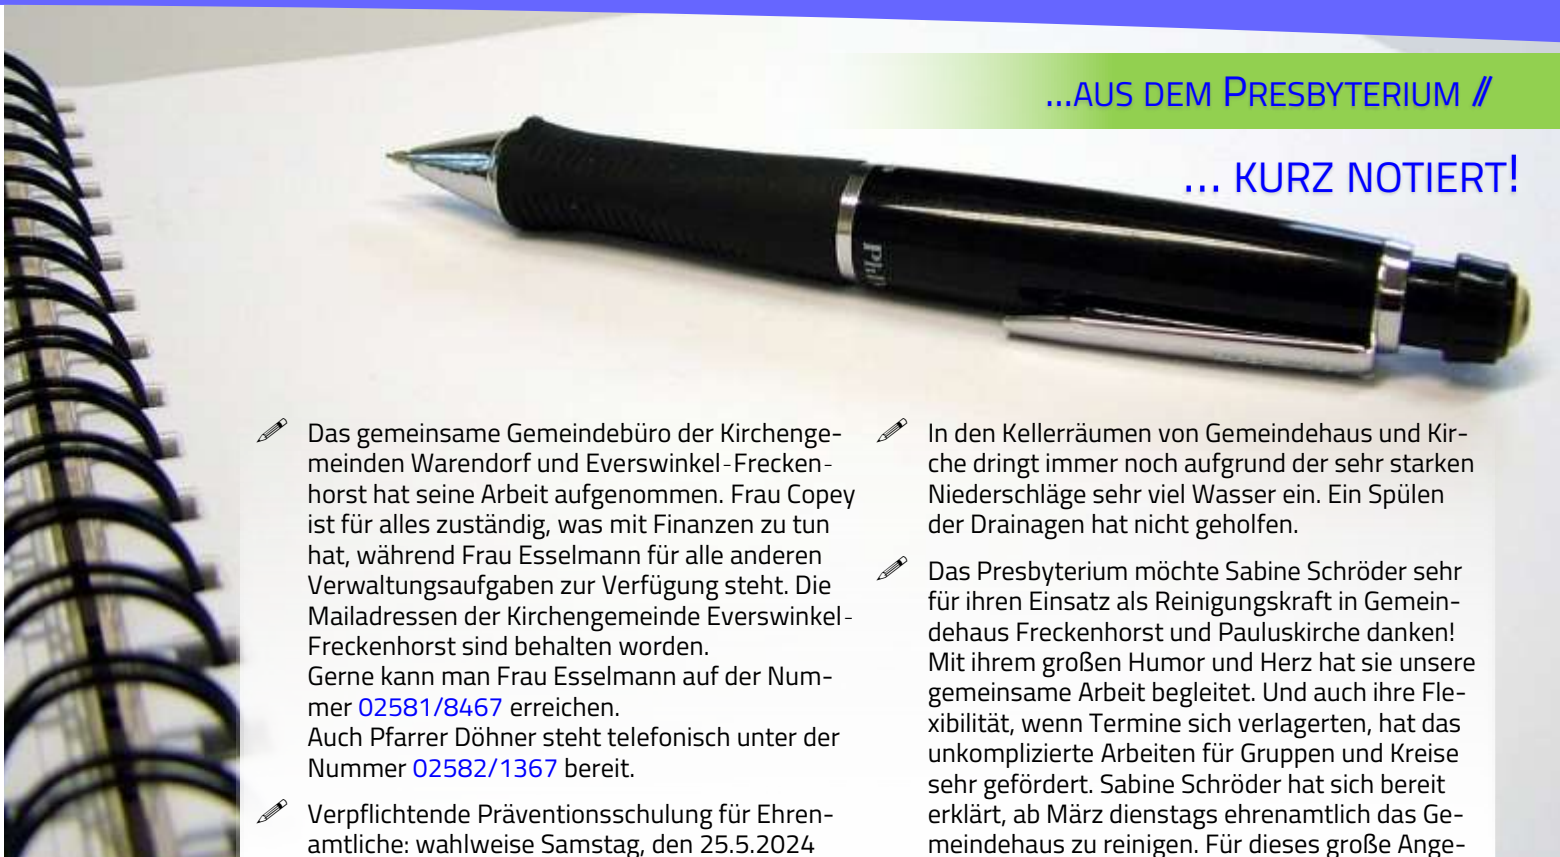 ...AUS DEM PRESBYTERIUM //
... KURZ NOTIERT!
Das gemeinsame Gemeindebüro der Kirchenge-
meinden Warendorf und Everswinkel-Frecken-
horst hat seine Arbeit aufgenommen. Frau Copey
ist für alles zuständig, was mit Finanzen zu tun
hat, während Frau Esselmann für alle anderen
Verwaltungsaufgaben zur Verfügung steht. Die
Mailadressen der Kirchengemeinde Everswinkel-
Freckenhorst sind behalten worden.
Gerne kann man Frau Esselmann auf der Num-
mer 02581/8467 erreichen.
Auch Pfarrer Döhner steht telefonisch unter der
Nummer 02582/1367 bereit.
Verpflichtende Präventionsschulung für Ehren-
amtliche: wahlweise Samstag, den 25.5.2024
In den Kellerräumen von Gemeindehaus und Kir-
che dringt immer noch aufgrund der sehr starken
Niederschläge sehr viel Wasser ein. Ein Spülen
der Drainagen hat nicht geholfen.
Das Presbyterium möchte Sabine Schröder sehr
für ihren Einsatz als Reinigungskraft in Gemein-
dehaus Freckenhorst und Pauluskirche danken!
Mit ihrem großen Humor und Herz hat sie unsere
gemeinsame Arbeit begleitet. Und auch ihre Fle-
xibilität, wenn Termine sich verlagerten, hat das
unkomplizierte Arbeiten für Gruppen und Kreise
sehr gefördert. Sabine Schröder hat sich bereit
erklärt, ab März dienstags ehrenamtlich das Ge-
meindehaus zu reinigen. Für dieses große Ange-